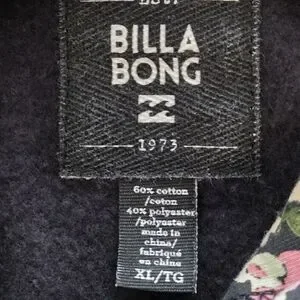 BILLA
BONG
1973
60% cotton
/coton
40% polyester
/polyester
made in
china/
fabriqué
en chine
XL/TG